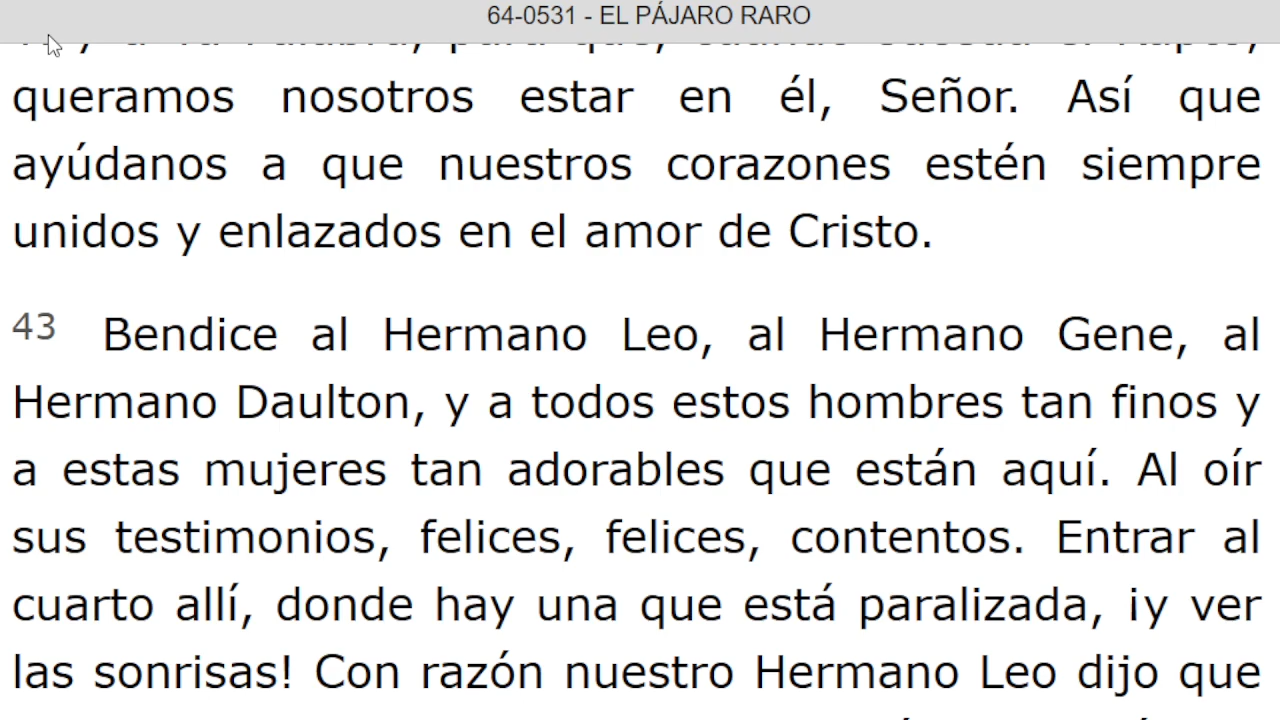 64-0531 - EL PÁJARO RARO
queramos nosotros estar en él, Señor. Así que
ayúdanos a que nuestros corazones estén siempre
unidos y enlazados en el amor de Cristo.
43 Bendice al Hermano Leo, al Hermano Gene, al
Hermano Daulton, y a todos estos hombres tan finos y
a estas mujeres tan adorables que están aquí. Al oír
sus testimonios, felices, felices, contentos. Entrar al
cuarto allí, donde hay una que está paralizada, ¡y ver
las sonrisas! Con razón nuestro Hermano Leo dijo que